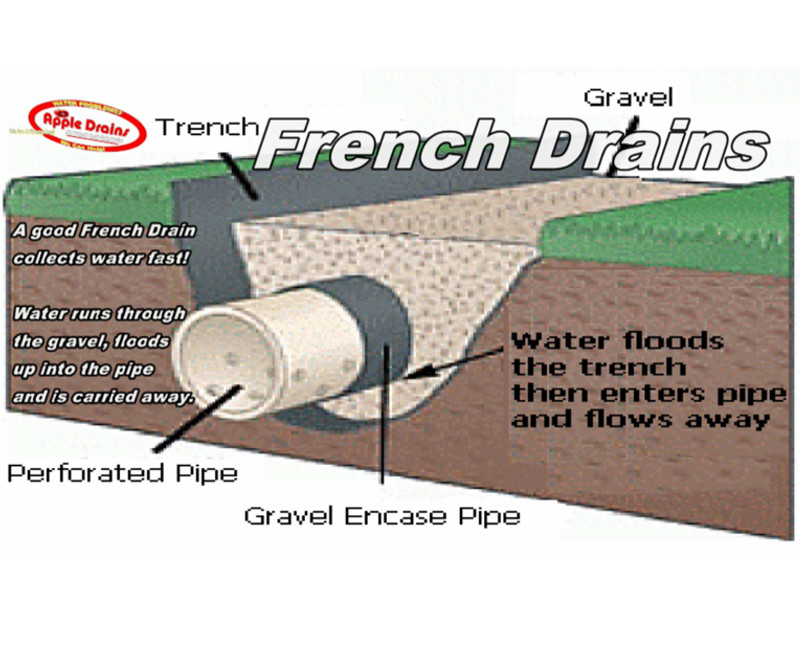 WATER PROBLEMS?
Apple Drains
Gravel
Trench
French Drains
A good French Drain
collects water fast!
Water runs through
the gravel, floods
up into the pipe
and is carried away.
Water floods
the trench
then enters pipe
and flows away
Perforated Pipe
Gravel Encase Pipe